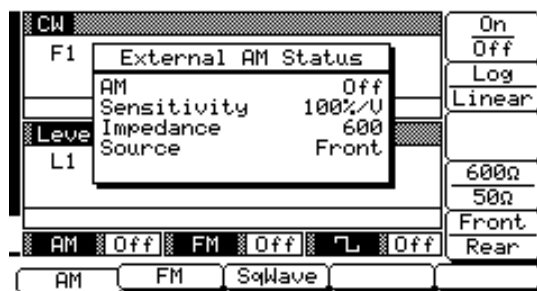 CW
F1
External AM Status
AM Off
Sensitivity 100%/V
Impedance 600
Source Front
Leve
L1
AM Off FM Off Off
AM FM SqWave
On
Off
Log
Linear
600Ω
50Ω
Front
Rear